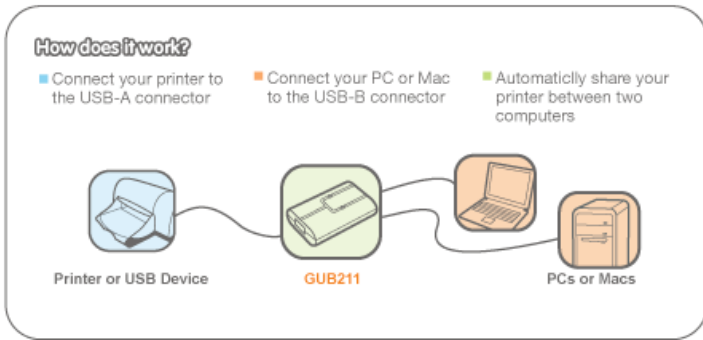 How does it work?
Connect your printer to
the USB-A connector
Connect your PC or Mac
to the USB-B connector
Automaticlly share your
printer between two
computers
Printer or USB Device
GUB211
PCs or Macs